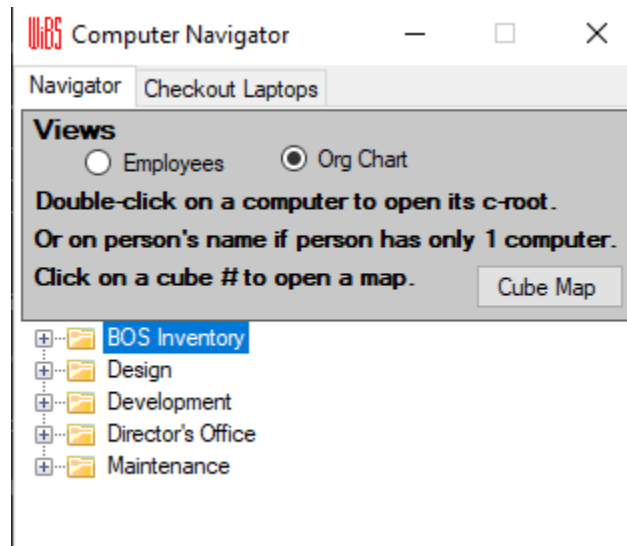 WiBS Computer Navigator
Navigator Checkout Laptops
Views
Employees Org Chart
Double-click on a computer to open its c-root.
Or on person's name if person has only 1 computer.
Click on a cube # to open a map. Cube Map
BOS Inventory
Design
Development
Director's Office
Maintenance